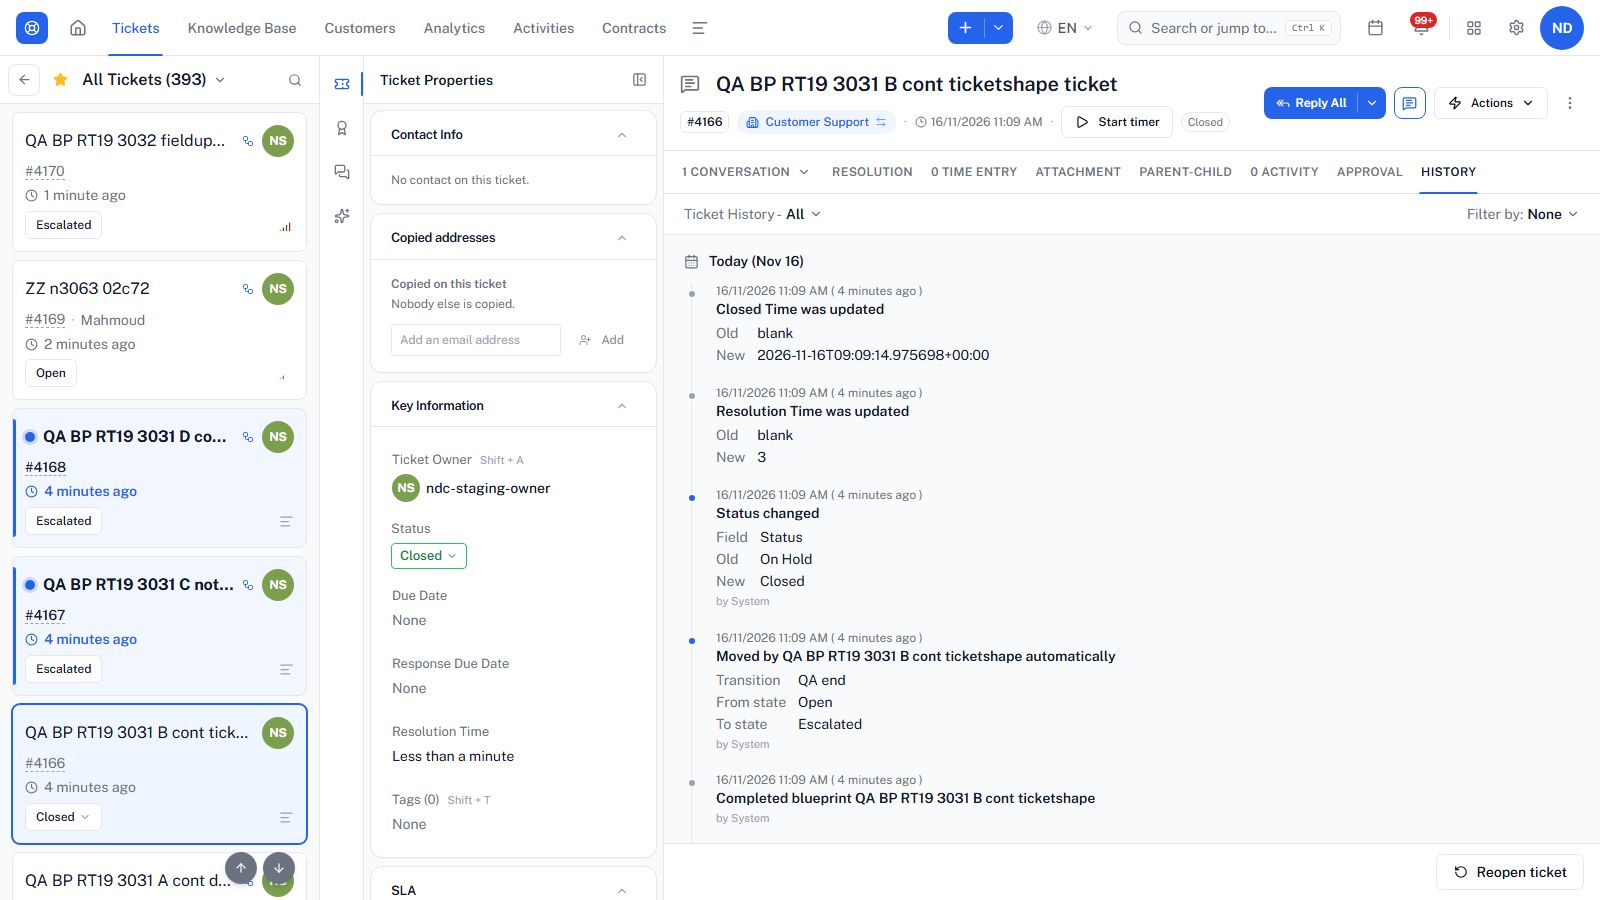 Tickets
Knowledge Base
Customers
Analytics
Activities
Contracts
EN
Search or jump to...
Ctrl K
99+
ND
All Tickets (393)
QA BP RT19 3032 fieldup...
NS
#4170
1 minute ago
Escalated
ZZ n3063 02c72
NS
#4169 · Mahmoud
2 minutes ago
Open
QA BP RT19 3031 D co...
NS
#4168
4 minutes ago
Escalated
QA BP RT19 3031 C not...
NS
#4167
4 minutes ago
Escalated
QA BP RT19 3031 B cont tick...
NS
#4166
4 minutes ago
Closed
QA BP RT19 3031 A cont d...
Ticket Properties
Contact Info
No contact on this ticket.
Copied addresses
Copied on this ticket
Nobody else is copied.
Add an email address
Add
Key Information
Ticket Owner Shift + A
NS ndc-staging-owner
Status
Closed
Due Date
None
Response Due Date
None
Resolution Time
Less than a minute
Tags (0) Shift + T
None
SLA
QA BP RT19 3031 B cont ticketshape ticket
#4166
Customer Support
· 16/11/2026 11:09 AM ·
Start timer
Closed
Reply All
Actions
1 CONVERSATION
RESOLUTION
0 TIME ENTRY
ATTACHMENT
PARENT-CHILD
0 ACTIVITY
APPROVAL
HISTORY
Ticket History - All
Filter by: None
Today (Nov 16)
16/11/2026 11:09 AM ( 4 minutes ago )
Closed Time was updated
Old blank
New 2026-11-16T09:09:14.975698+00:00
16/11/2026 11:09 AM ( 4 minutes ago )
Resolution Time was updated
Old blank
New 3
16/11/2026 11:09 AM ( 4 minutes ago )
Status changed
Field Status
Old On Hold
New Closed
by System
16/11/2026 11:09 AM ( 4 minutes ago )
Moved by QA BP RT19 3031 B cont ticketshape automatically
Transition QA end
From state Open
To state Escalated
by System
16/11/2026 11:09 AM ( 4 minutes ago )
Completed blueprint QA BP RT19 3031 B cont ticketshape
by System
Reopen ticket